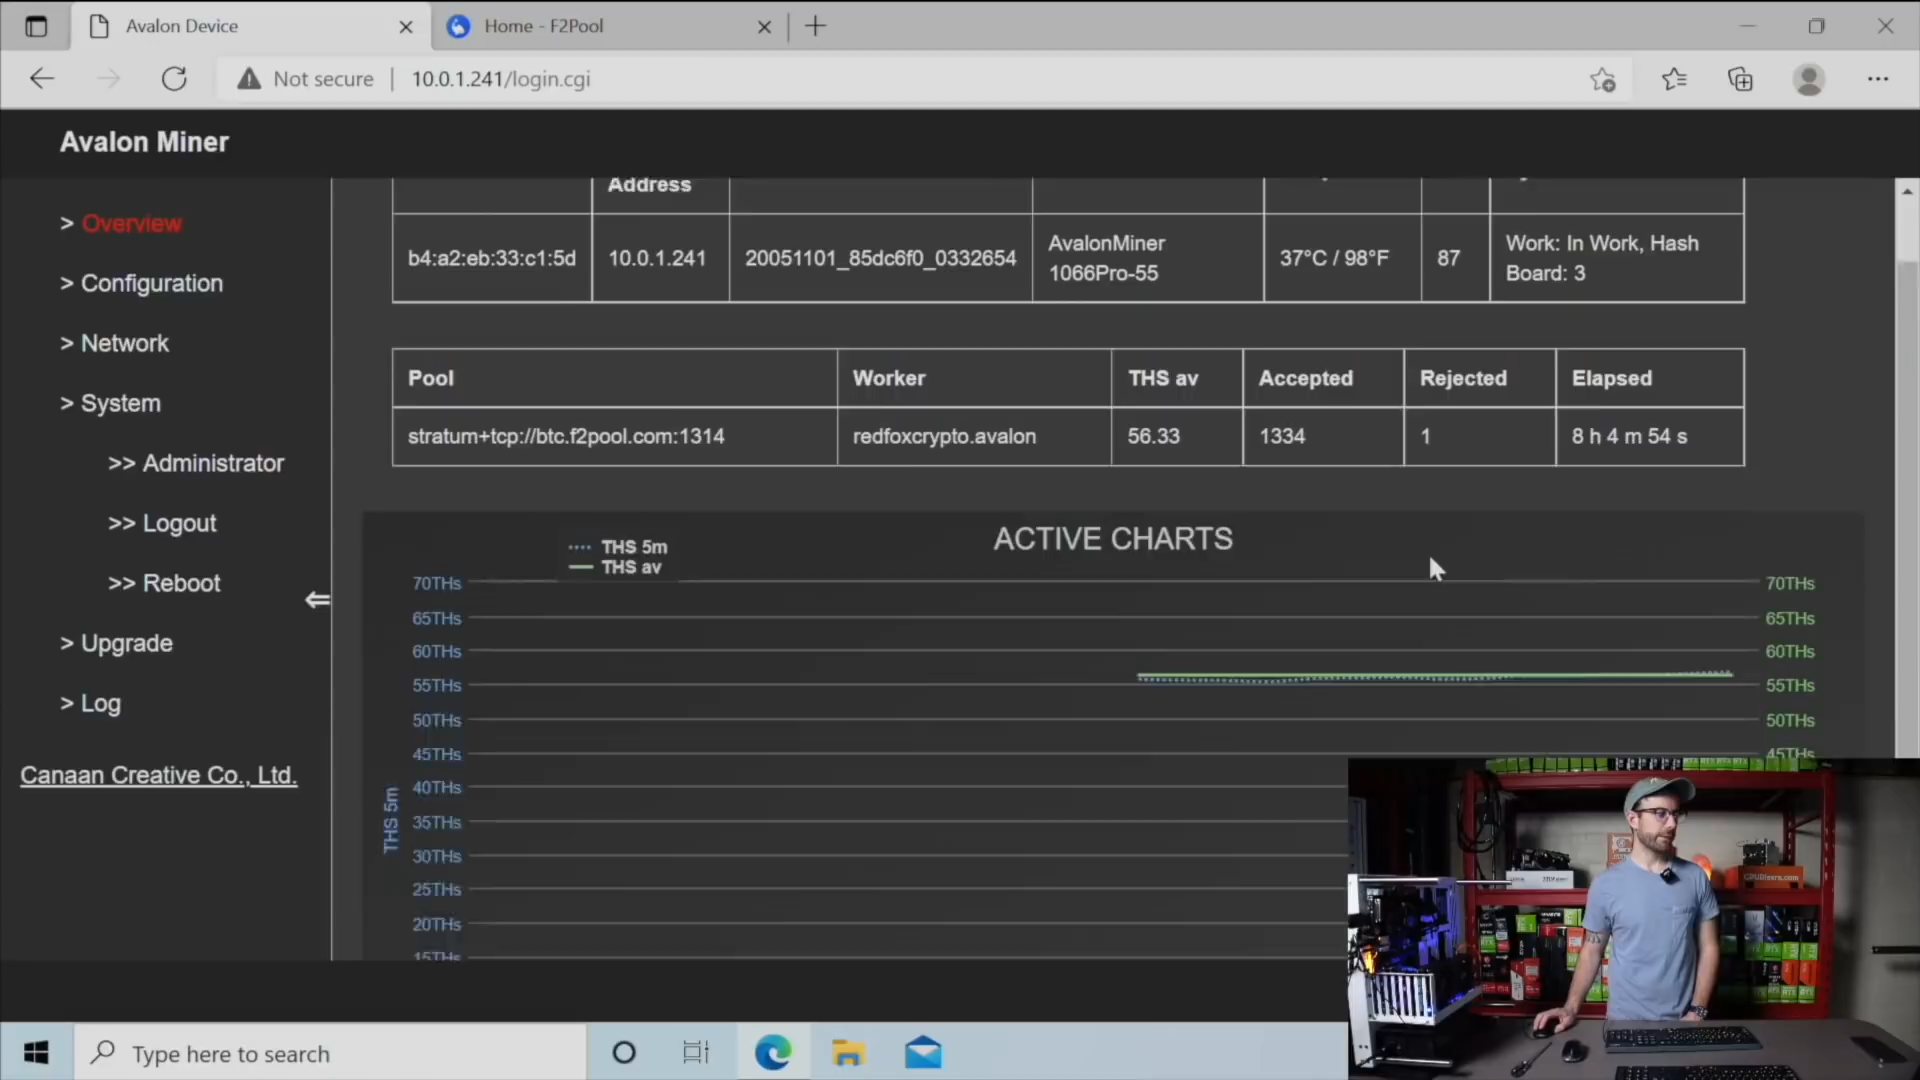 Avalon Device
Home - F2Pool
Not secure
10.0.1.241/login.cgi
Avalon Miner
> Overview
> Configuration
> Network
> System
>> Administrator
>> Logout
>> Reboot
> Upgrade
> Log
Canaan Creative Co., Ltd.
Address
b4:a2:eb:33:c1:5d
10.0.1.241
20051101_85dc6f0_0332654
AvalonMiner
1066Pro-55
37°C / 98°F
87
Work: In Work, Hash
Board: 3
Pool
Worker
THS av
Accepted
Rejected
Elapsed
stratum+tcp://btc.f2pool.com:1314
redfoxcrypto.avalon
56.33
1334
1
8 h 4 m 54 s
ACTIVE CHARTS
THS 5m
THS av
70THs
65THs
60THs
55THs
50THs
45THs
40THs
35THs
30THs
25THs
20THs
15THs
THS 5m
70THs
65THs
60THs
55THs
50THs
45THs
Type here to search